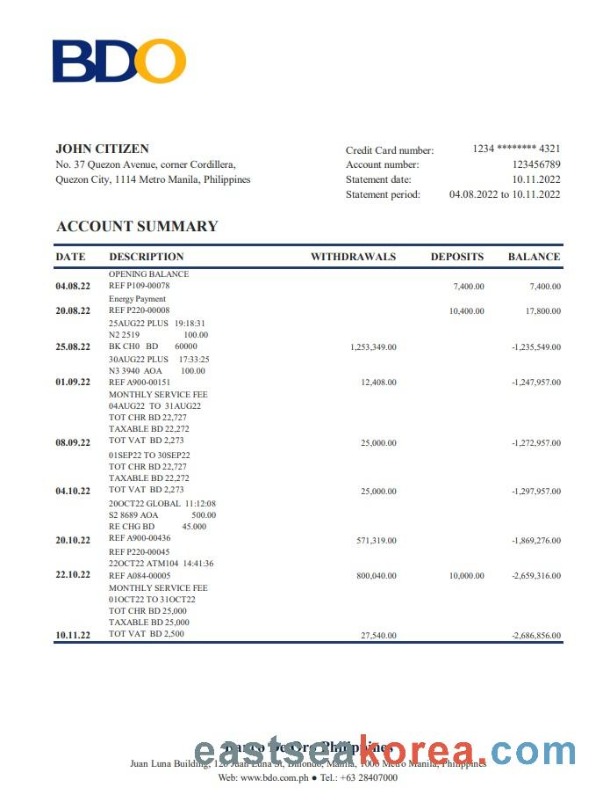 BDO
JOHN CITIZEN
No. 37 Quezon Avenue, corner Cordillera,
Quezon City, 1114 Metro Manila, Philippines
Credit Card number: 1234 ******** 4321
Account number: 123456789
Statement date: 10.11.2022
Statement period: 04.08.2022 to 10.11.2022
ACCOUNT SUMMARY
DATE DESCRIPTION WITHDRAWALS DEPOSITS BALANCE
OPENING BALANCE
04.08.22 REF P109-00078 7,400.00 7,400.00
Energy Payment
20.08.22 REF P220-00008 10,400.00 17,800.00
25AUG22 PLUS 19:18:31
N2 2519 100.00
25.08.22 BK CH0 BD 60000 1,253,349.00 -1,235,549.00
30AUG22 PLUS 17:33:25
N3 3940 AOA 100.00
01.09.22 REF A900-00151 12,408.00 -1,247,957.00
MONTHLY SERVICE FEE
04AUG22 TO 31AUG22
TOT CHR BD 22,727
TAXABLE BD 22,272
08.09.22 TOT VAT BD 2,273 25,000.00 -1,272,957.00
01SEP22 TO 30SEP22
TOT CHR BD 22,727
TAXABLE BD 22,272
04.10.22 TOT VAT BD 2,273 25,000.00 -1,297,957.00
20OCT22 GLOBAL 11:12:08
S2 8689 AOA 500.00
RE CHG BD 45.000
20.10.22 REF A900-00436 571,319.00 -1,869,276.00
REF P220-00045
22OCT22 ATM104 14:41:36
22.10.22 REF A084-00005 800,040.00 10,000.00 -2,659,316.00
MONTHLY SERVICE FEE
01OCT22 TO 31OCT22
TOT CHR BD 25,000
TAXABLE BD 25,000
10.11.22 TOT VAT BD 2,500 27,540.00 -2,686,856.00
Banco De Oro Philippines
eastseakorea.com
Juan Luna Building, 120 Juan Luna St, Binondo, Manila, 1006 Metro Manila, Philippines
Web: www.bdo.com.ph ● Tel.: +63 28407000